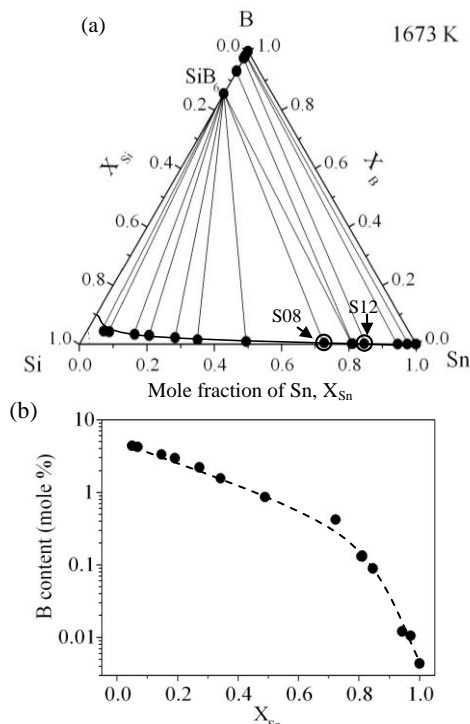 (a)
B
1673 K
0.0
1.0
SiB6
0.2
0.8
XSi
0.4
0.6
XB
0.6
0.4
0.8
0.2
S08
S12
1.0
0.0
Si
Sn
0.0 0.2 0.4 0.6 0.8 1.0
Mole fraction of Sn, XSn
(b)
10
1
0.1
0.01
B content (mole %)
0.0 0.2 0.4 0.6 0.8 1.0